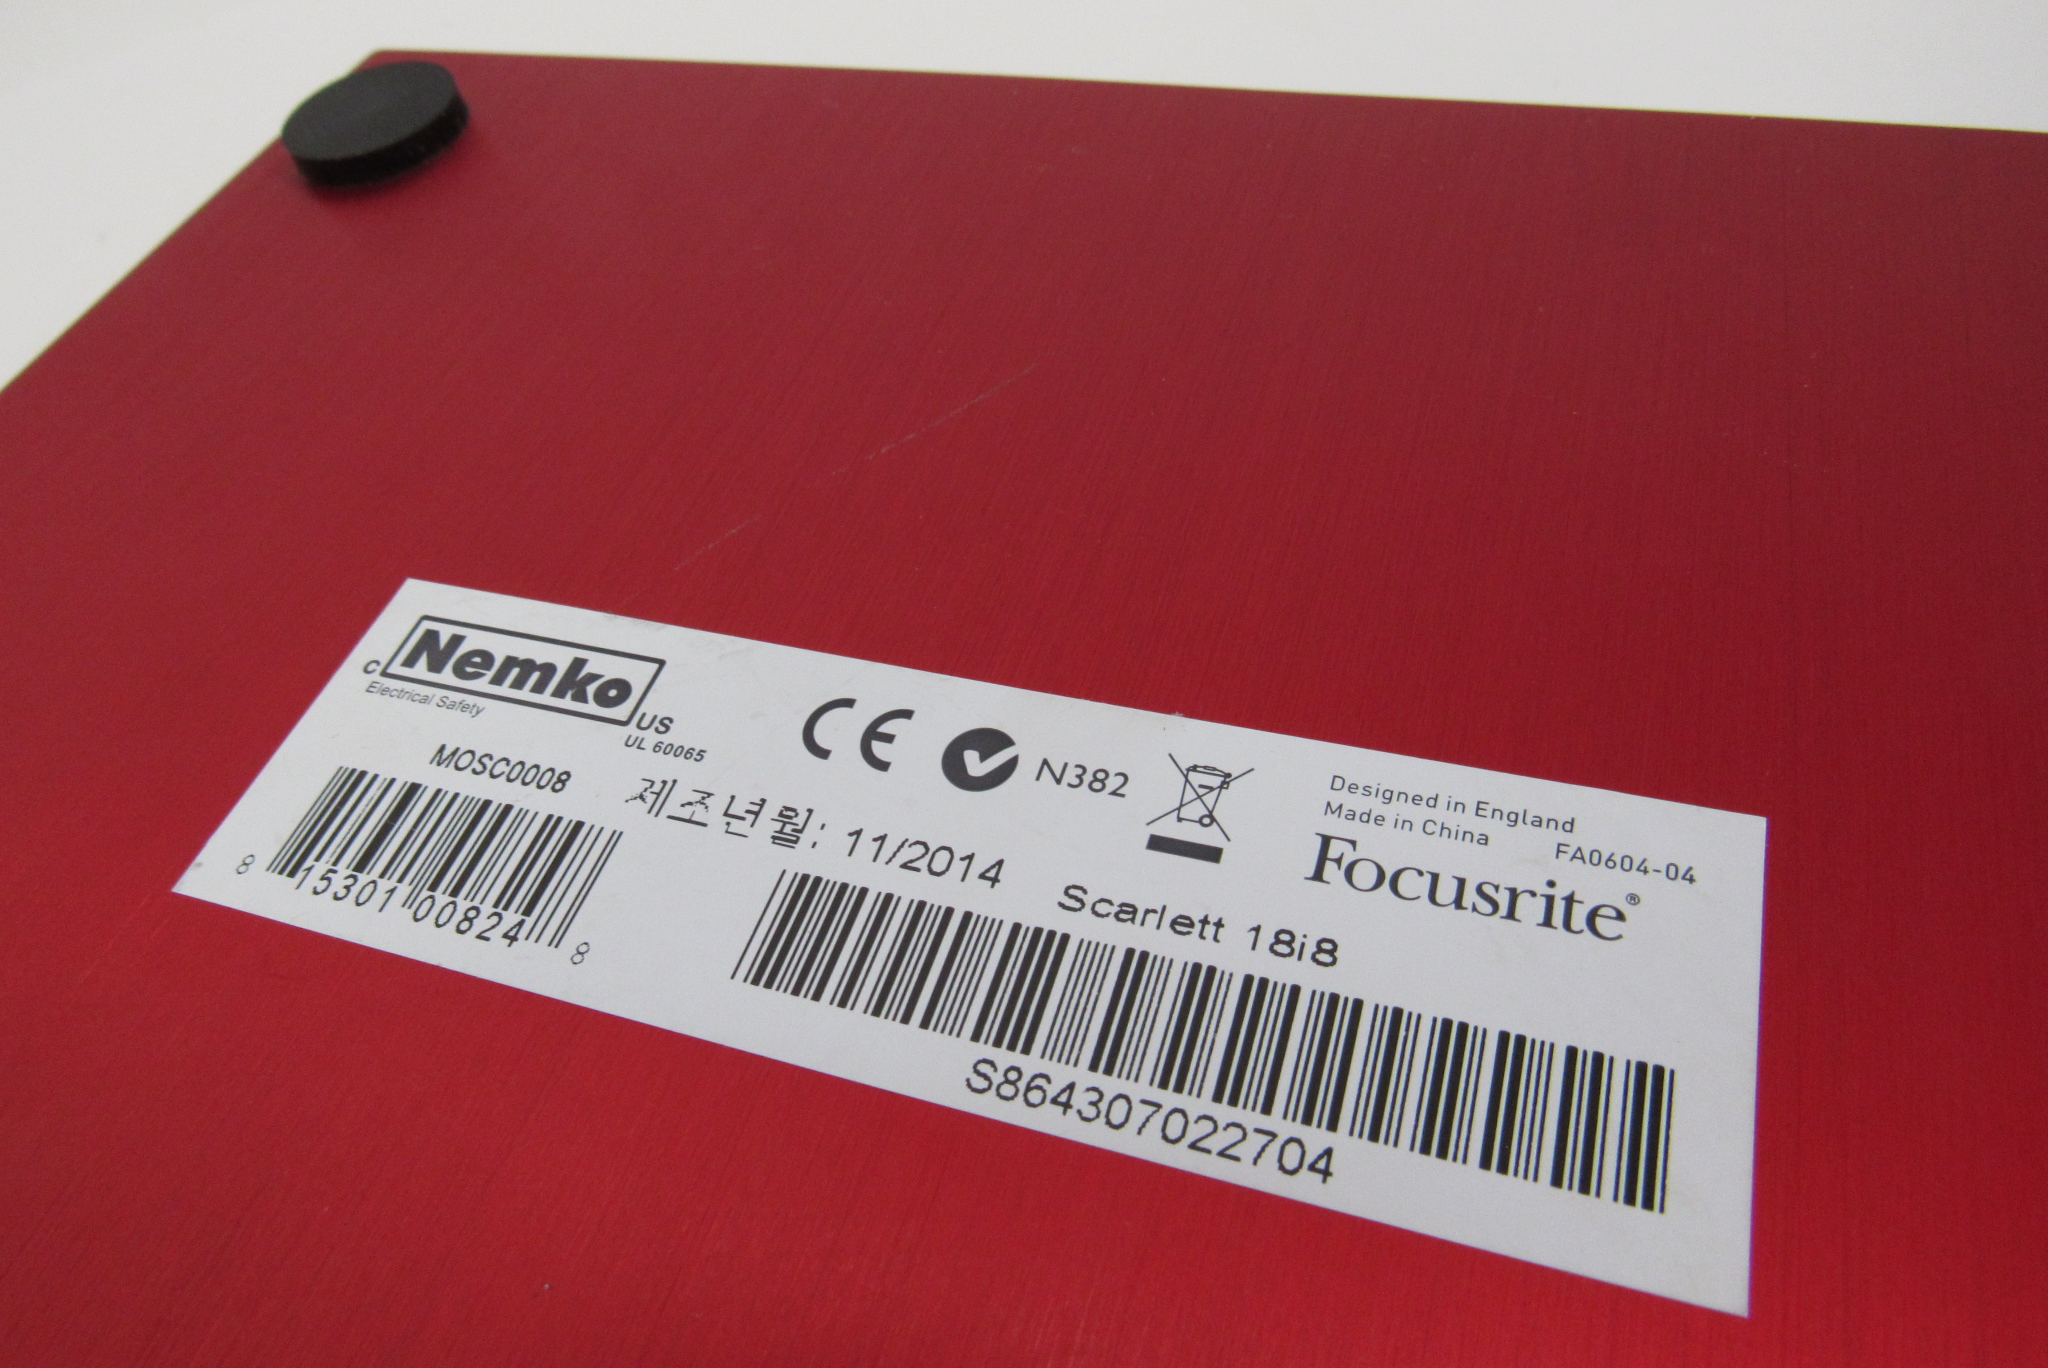 c Nemko US
Electrical Safety
UL 60065
CE N382
Designed in England
Made in China FA0604-04
Focusrite®
MOSC0008
제조년월: 11/2014
Scarlett 18i8
8 15301 00824 8
S864307022704